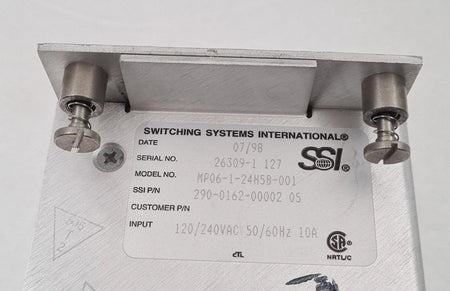 SWITCHING SYSTEMS INTERNATIONAL®
DATE 07/98
SERIAL NO. 26309-1 127
SSI®
MODEL NO. MP06-1-24H5B-001
SSI P/N 290-0162-00002 05
CUSTOMER P/N
INPUT 120/240VAC 50/60Hz 10A
NRTL/C
2